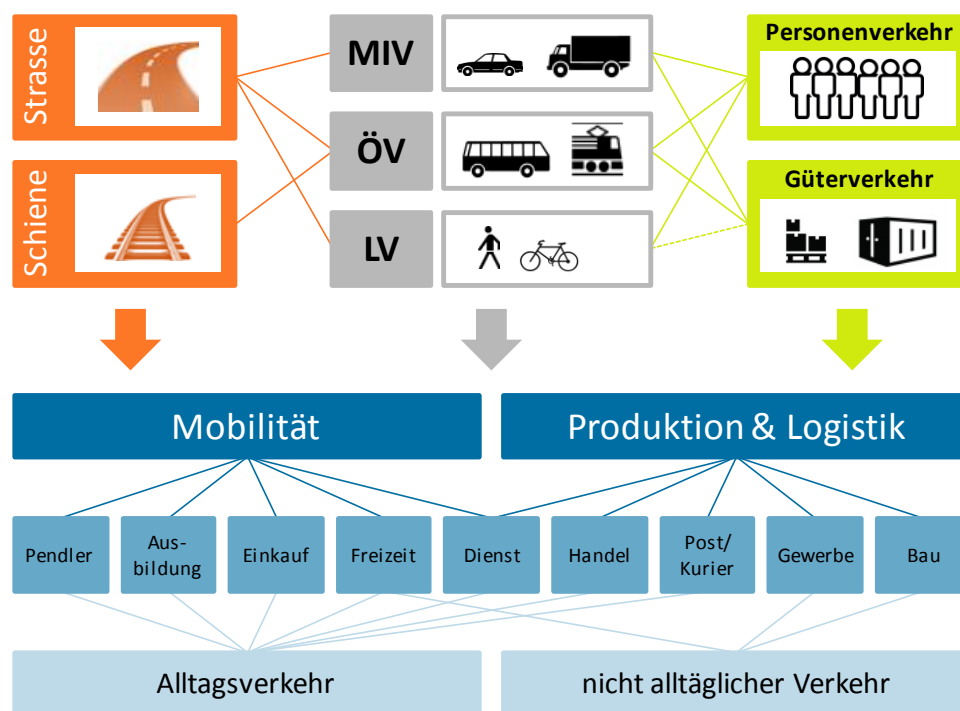 Strasse
Schiene
MIV
ÖV
LV
Personenverkehr
Güterverkehr
Mobilität
Produktion & Logistik
Pendler
Aus-
bildung
Einkauf
Freizeit
Dienst
Handel
Post/
Kurier
Gewerbe
Bau
Alltagsverkehr
nicht alltäglicher Verkehr